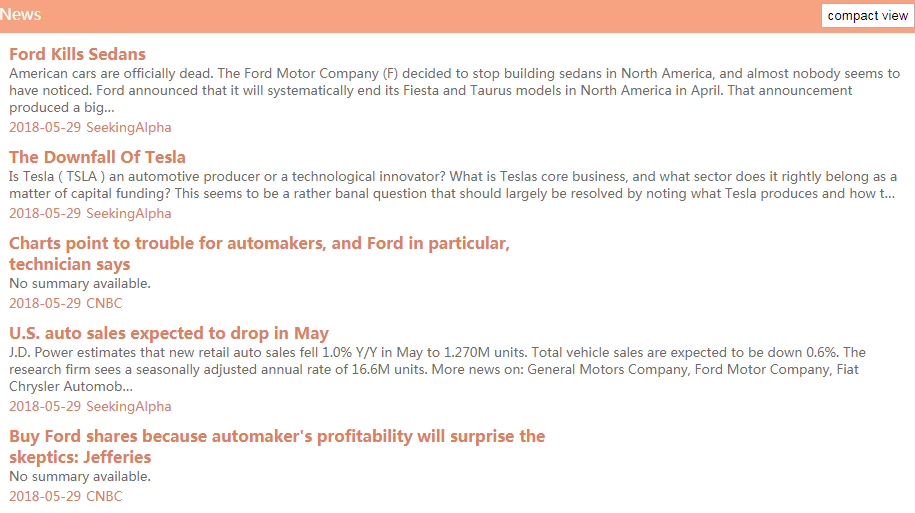 News
compact view
Ford Kills Sedans
American cars are officially dead. The Ford Motor Company (F) decided to stop building sedans in North America, and almost nobody seems to
have noticed. Ford announced that it will systematically end its Fiesta and Taurus models in North America in April. That announcement
produced a big...
2018-05-29 SeekingAlpha
The Downfall Of Tesla
Is Tesla ( TSLA ) an automotive producer or a technological innovator? What is Teslas core business, and what sector does it rightly belong as a
matter of capital funding? This seems to be a rather banal question that should largely be resolved by noting what Tesla produces and how t...
2018-05-29 SeekingAlpha
Charts point to trouble for automakers, and Ford in particular,
technician says
No summary available.
2018-05-29 CNBC
U.S. auto sales expected to drop in May
J.D. Power estimates that new retail auto sales fell 1.0% Y/Y in May to 1.270M units. Total vehicle sales are expected to be down 0.6%. The
research firm sees a seasonally adjusted annual rate of 16.6M units. More news on: General Motors Company, Ford Motor Company, Fiat
Chrysler Automob...
2018-05-29 SeekingAlpha
Buy Ford shares because automaker's profitability will surprise the
skeptics: Jefferies
No summary available.
2018-05-29 CNBC